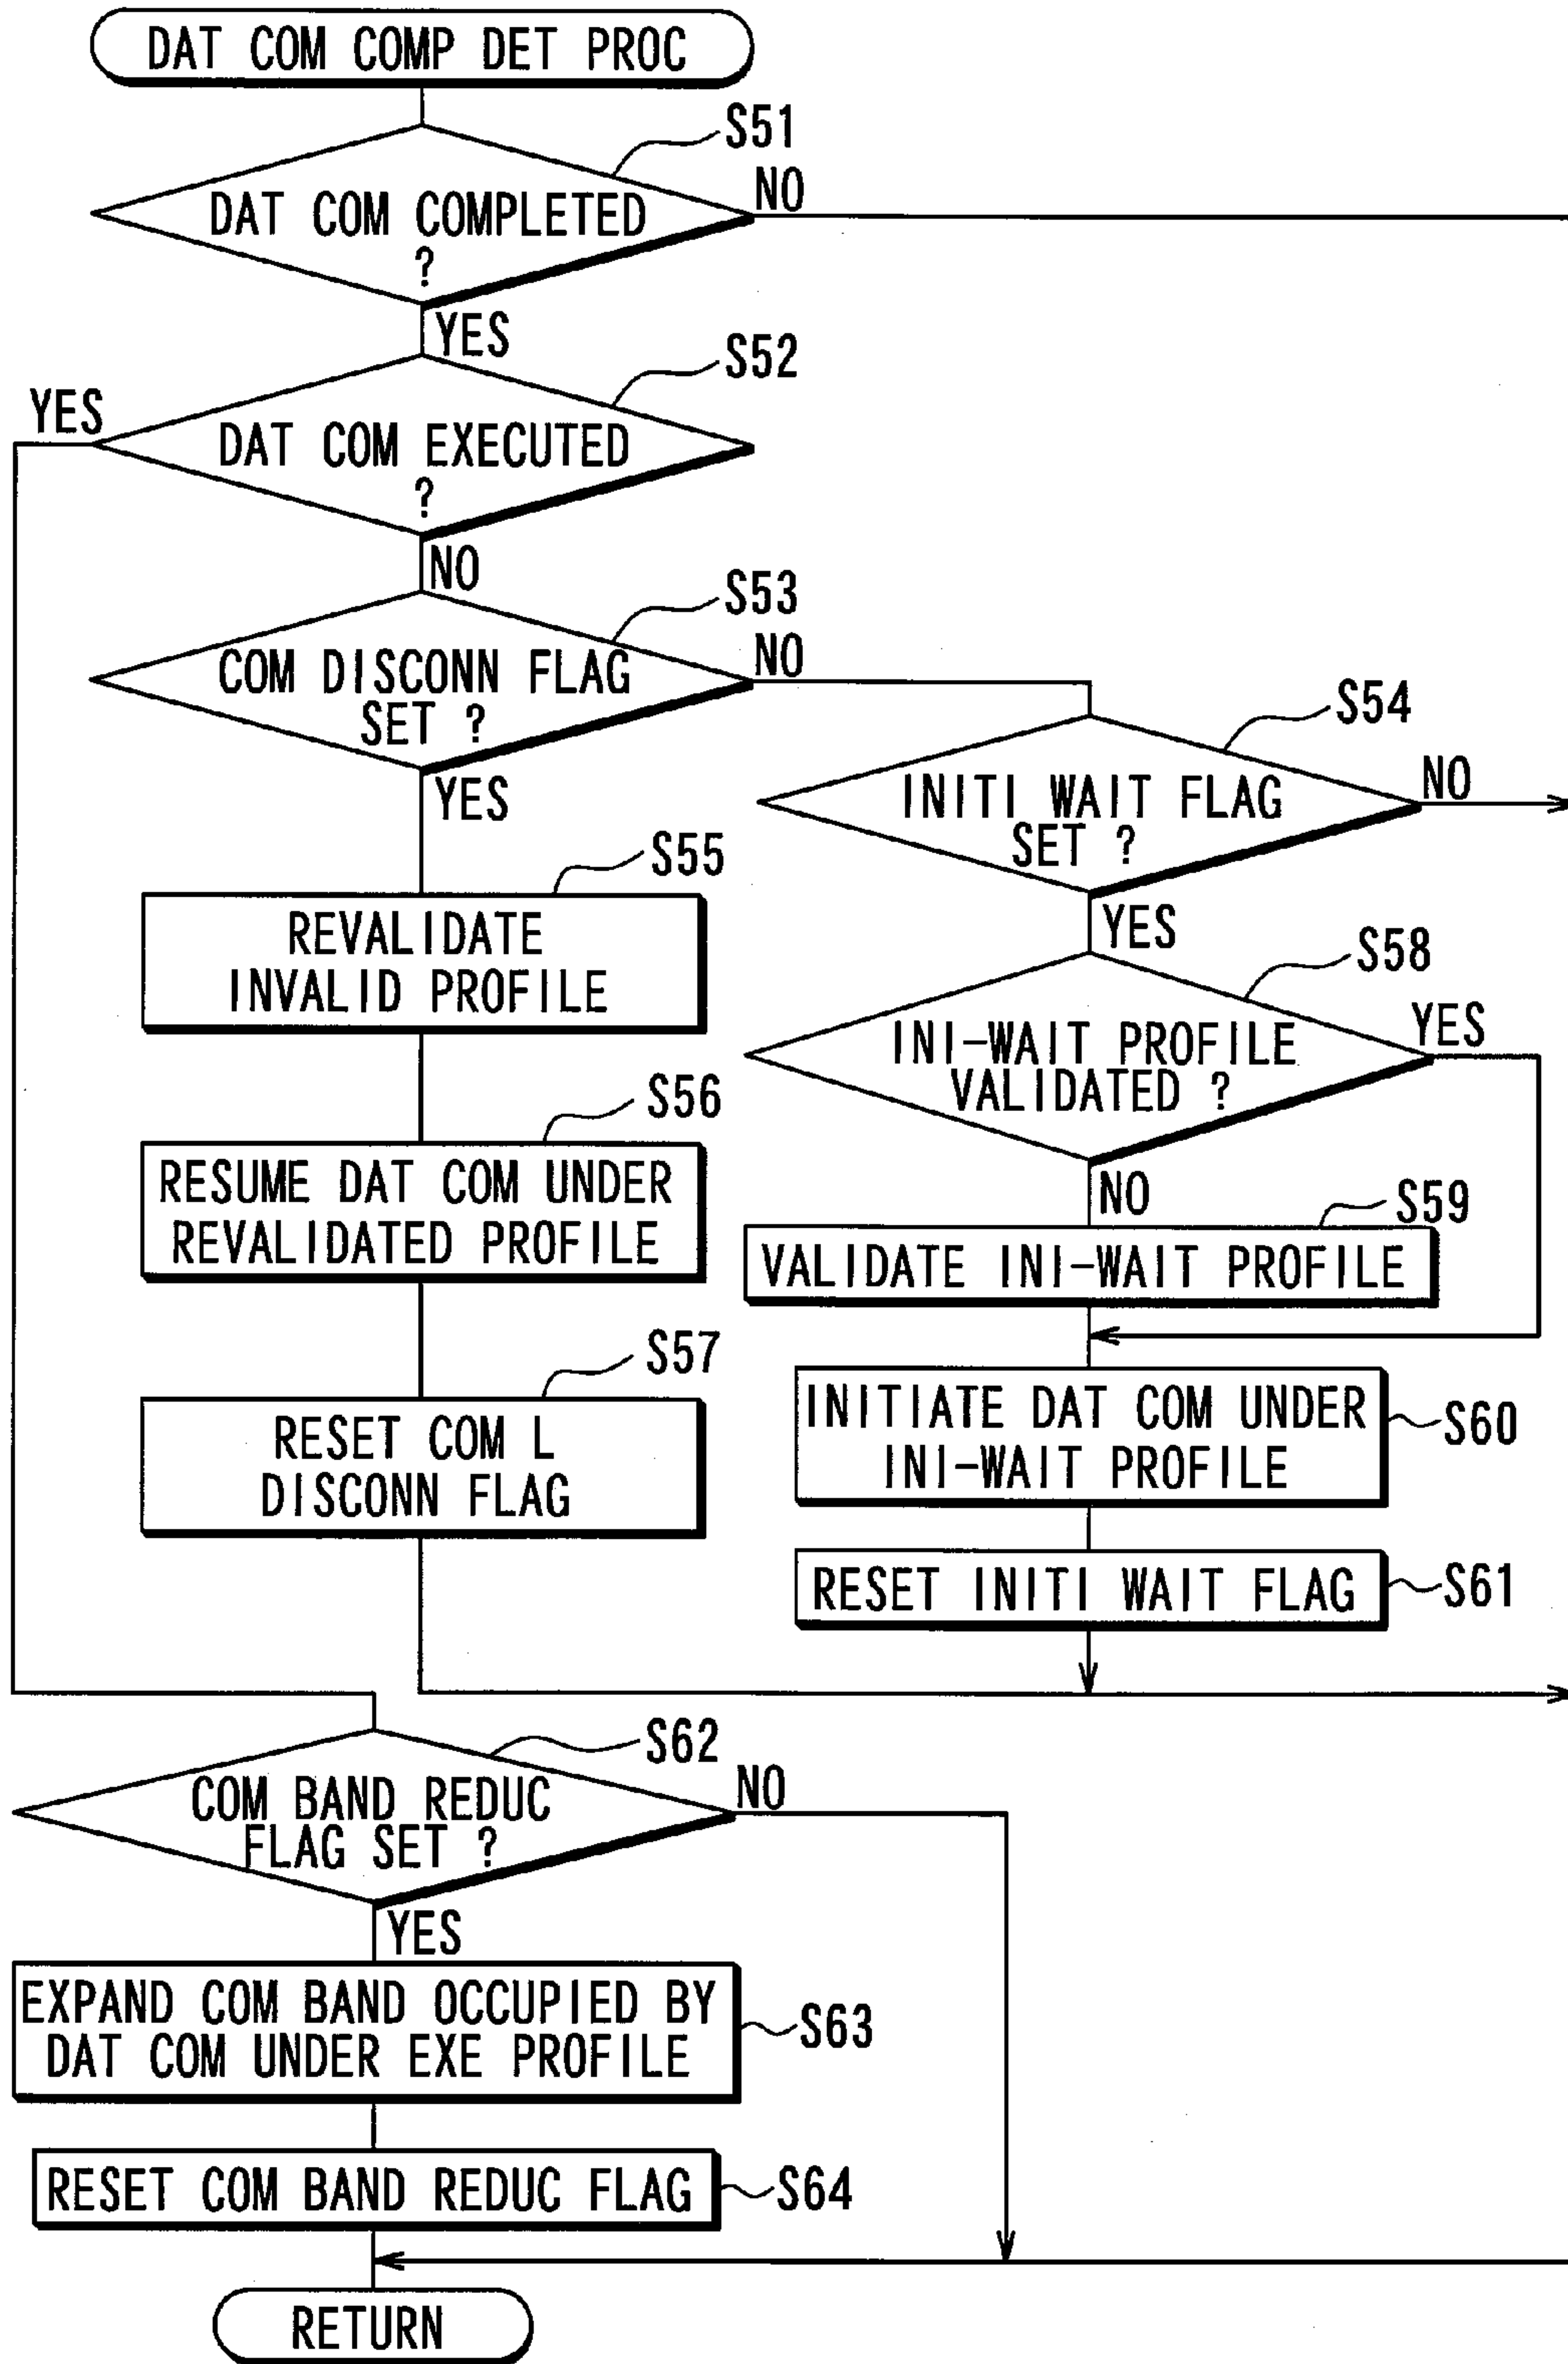 DAT COM COMP DET PROC
S51
DAT COM COMPLETED
?
NO
YES
S52
YES
DAT COM EXECUTED
?
NO
S53
COM DISCONN FLAG
SET ?
NO
YES
S54
INITI WAIT FLAG
SET ?
NO
YES
S55
REVALIDATE
INVALID PROFILE
S58
INI-WAIT PROFILE
VALIDATED ?
YES
NO
S56
RESUME DAT COM UNDER
REVALIDATED PROFILE
S59
VALIDATE INI-WAIT PROFILE
S57
RESET COM L
DISCONN FLAG
INITIATE DAT COM UNDER
INI-WAIT PROFILE
S60
RESET INITI WAIT FLAG
S61
S62
COM BAND REDUC
FLAG SET ?
NO
YES
EXPAND COM BAND OCCUPIED BY
DAT COM UNDER EXE PROFILE
S63
RESET COM BAND REDUC FLAG
S64
RETURN